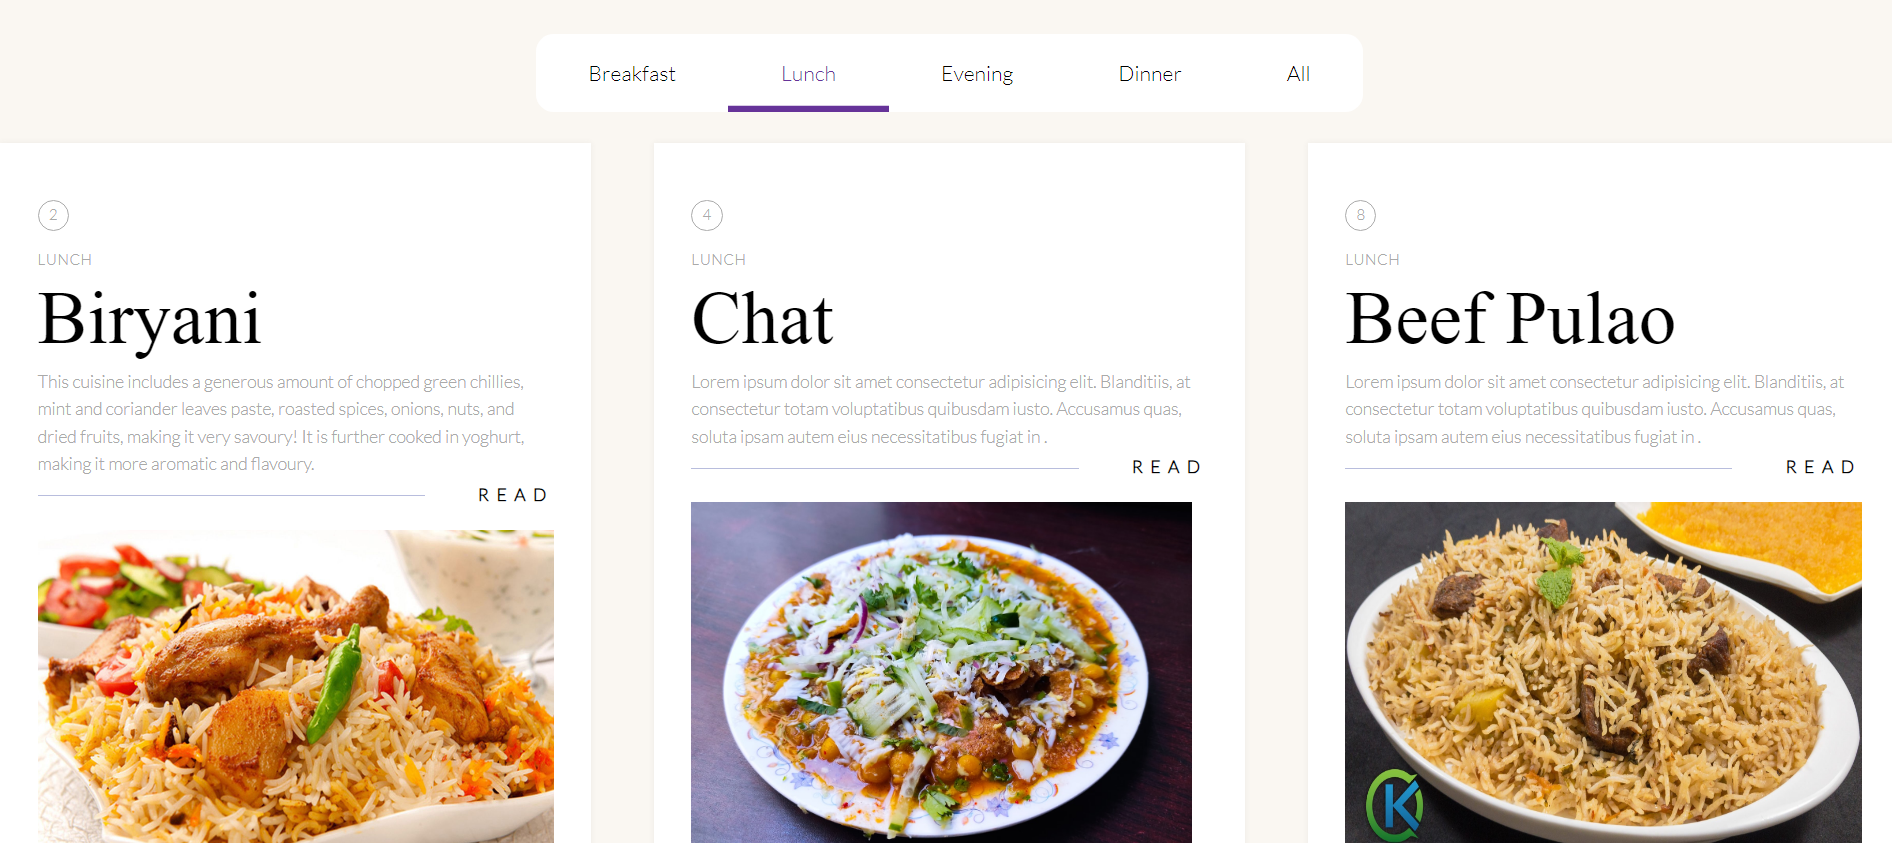 Breakfast Lunch Evening Dinner All
2
LUNCH
Biryani
This cuisine includes a generous amount of chopped green chillies,
mint and coriander leaves paste, roasted spices, onions, nuts, and
dried fruits, making it very savoury! It is further cooked in yoghurt,
making it more aromatic and flavoury.
READ
4
LUNCH
Chat
Lorem ipsum dolor sit amet consectetur adipisicing elit. Blanditiis, at
consectetur totam voluptatibus quibusdam iusto. Accusamus quas,
soluta ipsam autem eius necessitatibus fugiat in .
READ
8
LUNCH
Beef Pulao
Lorem ipsum dolor sit amet consectetur adipisicing elit. Blanditiis, at
consectetur totam voluptatibus quibusdam iusto. Accusamus quas,
soluta ipsam autem eius necessitatibus fugiat in .
READ
K